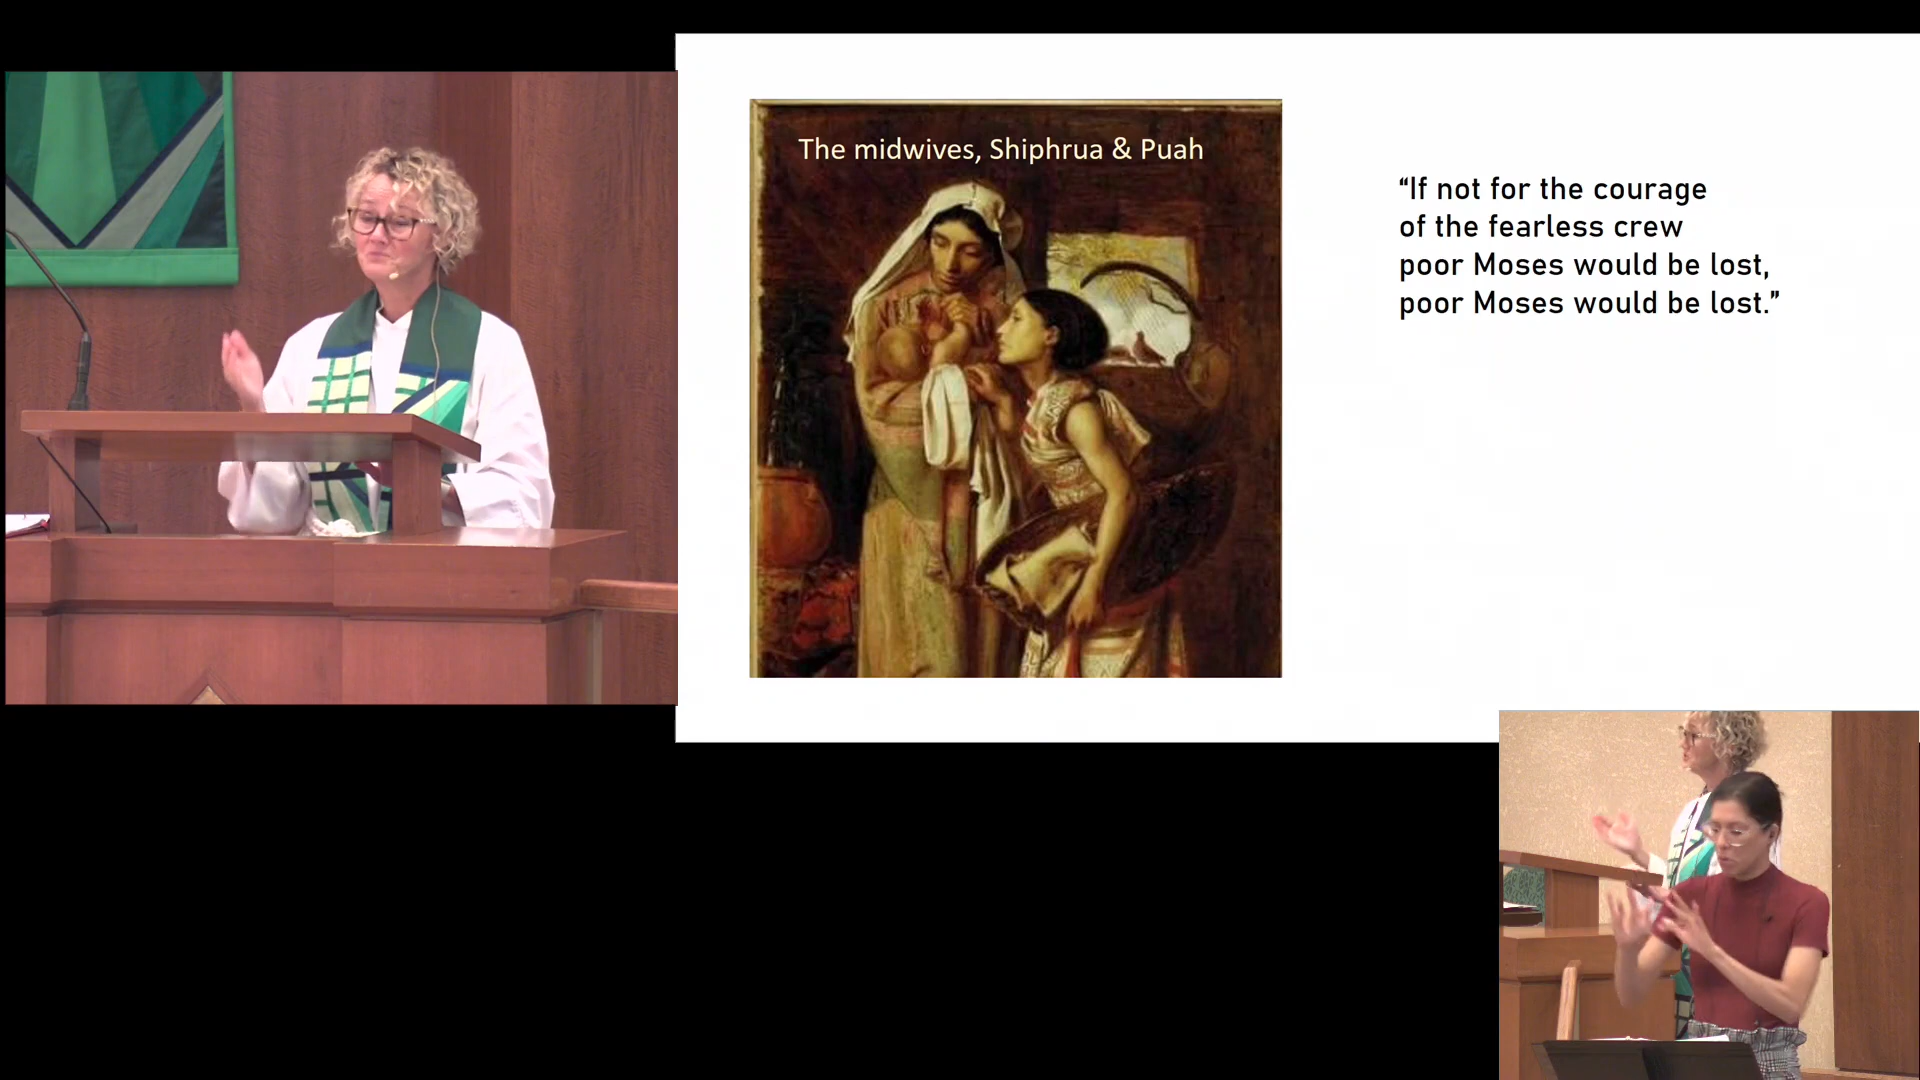 The midwives, Shiphrua & Puah
“If not for the courage
of the fearless crew
poor Moses would be lost,
poor Moses would be lost.”